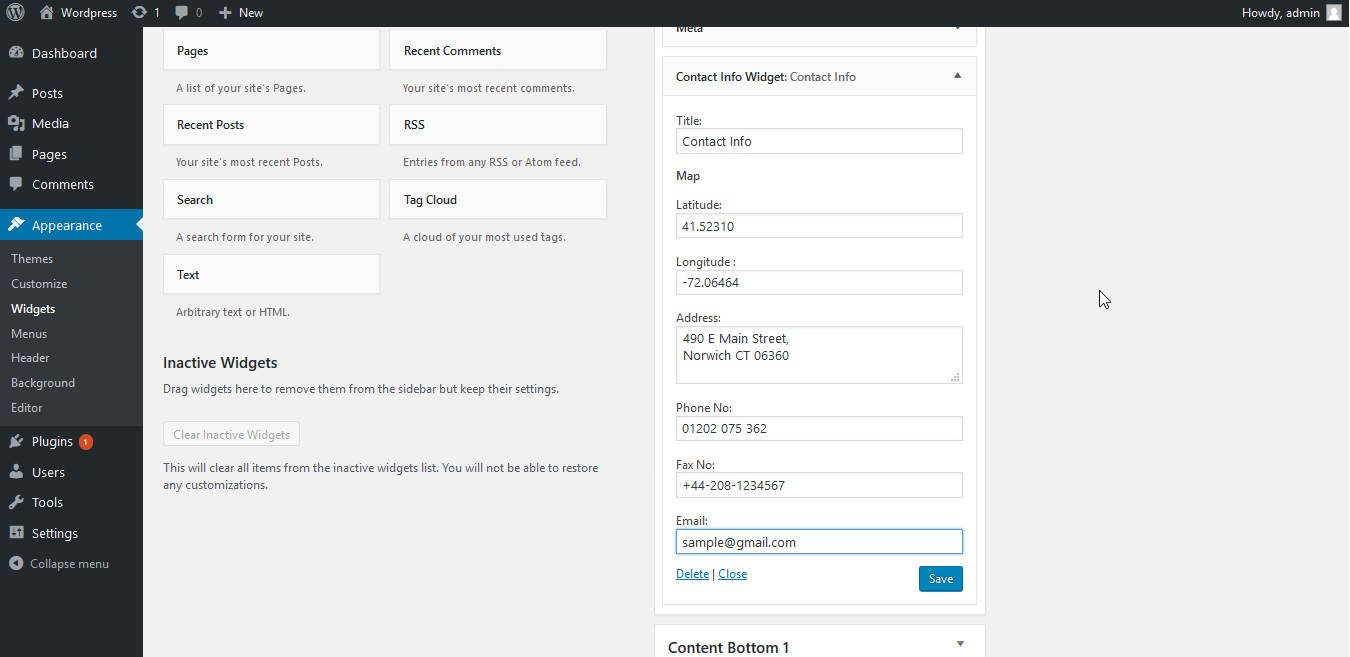 Wordpress 1 0 New Howdy, admin
Dashboard
Posts
Media
Pages
Comments
Appearance
Themes
Customize
Widgets
Menus
Header
Background
Editor
Plugins 1
Users
Tools
Settings
Collapse menu
Pages
A list of your site's Pages.
Recent Comments
Your site's most recent comments.
Recent Posts
Your site's most recent Posts.
RSS
Entries from any RSS or Atom feed.
Search
A search form for your site.
Tag Cloud
A cloud of your most used tags.
Text
Arbitrary text or HTML.
Inactive Widgets
Drag widgets here to remove them from the sidebar but keep their settings.
Clear Inactive Widgets
This will clear all items from the inactive widgets list. You will not be able to restore
any customizations.
Meta
Contact Info Widget: Contact Info
Title:
Contact Info
Map
Latitude:
41.52310
Longitude :
-72.06464
Address:
490 E Main Street,
Norwich CT 06360
Phone No:
01202 075 362
Fax No:
+44-208-1234567
Email:
sample@gmail.com
Delete | Close
Save
Content Bottom 1